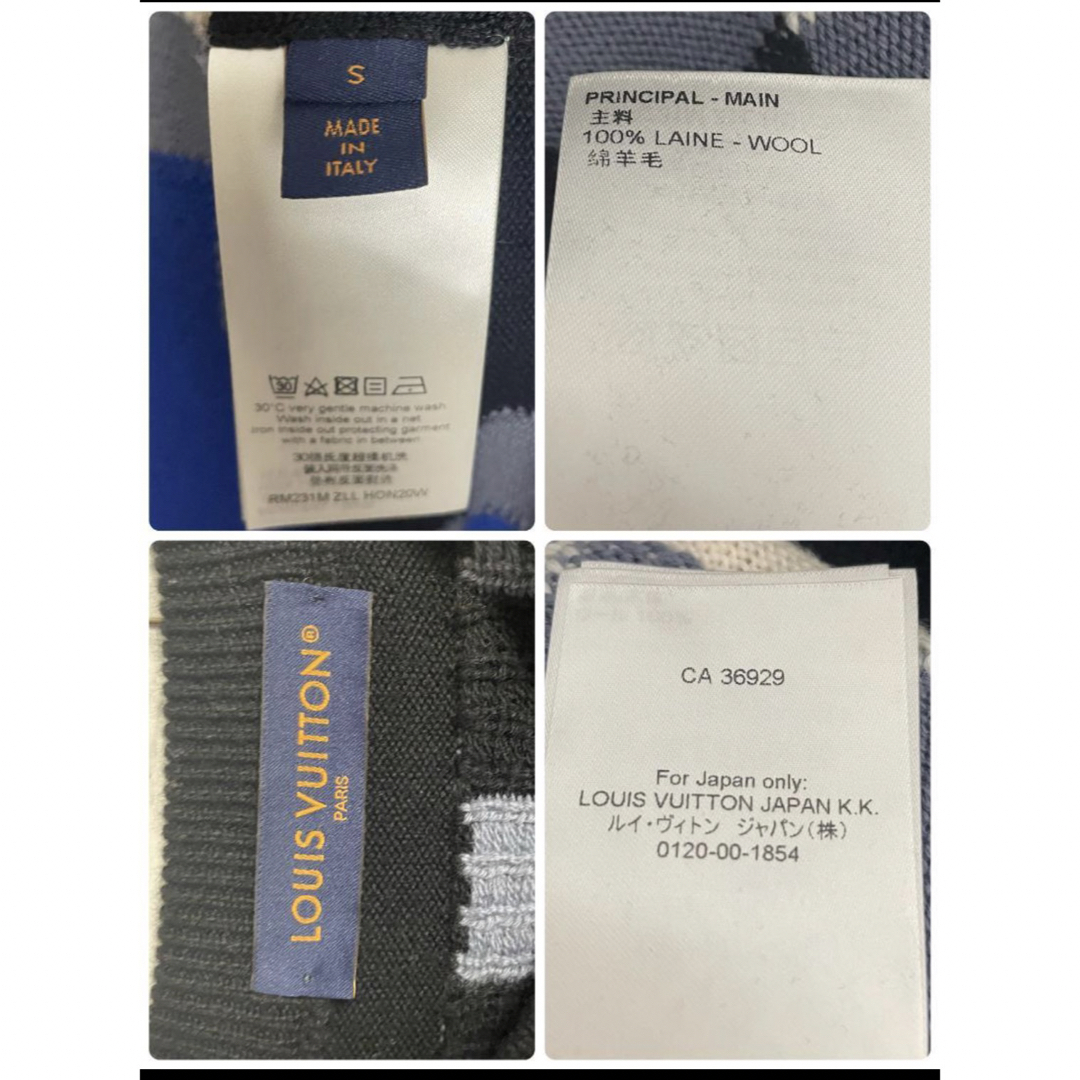 S
MADE
IN
ITALY
30
30°C very gentle machine wash
Wash inside out in a net
Iron inside out protecting garment
with a fabric in between
RM231M ZLL HON20W
PRINCIPAL - MAIN
主料
100% LAINE - WOOL
绵羊毛
LOUIS VUITTON®
PARIS
CA 36929
For Japan only:
LOUIS VUITTON JAPAN K.K.
ルイ・ヴィトン ジャパン(株)
0120-00-1854